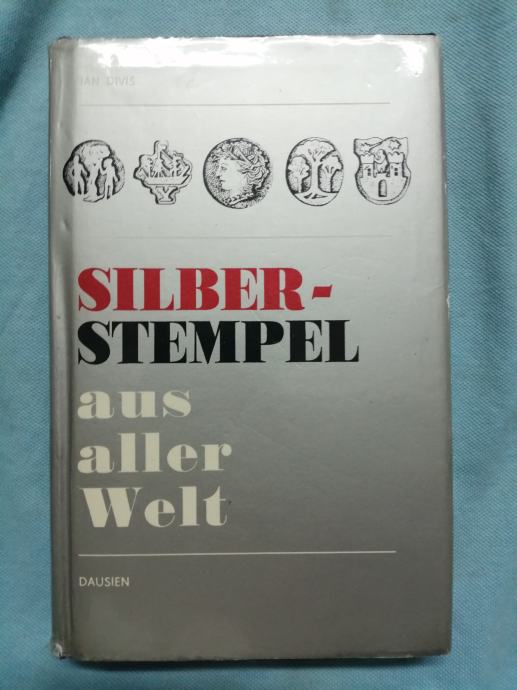 JAN DIVIŠ
SILBER-
STEMPEL
aus
aller
Welt
DAUSIEN